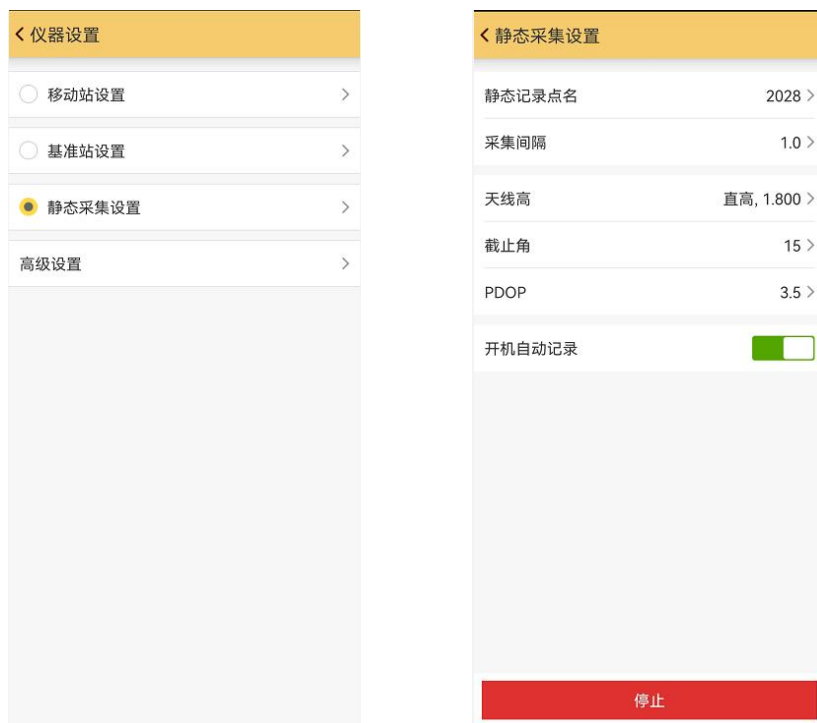 仪器设置
移动站设置
基准站设置
静态采集设置
高级设置
静态采集设置
静态记录点名 2028
采集间隔 1.0
天线高 直高, 1.800
截止角 15
PDOP 3.5
开机自动记录
停止